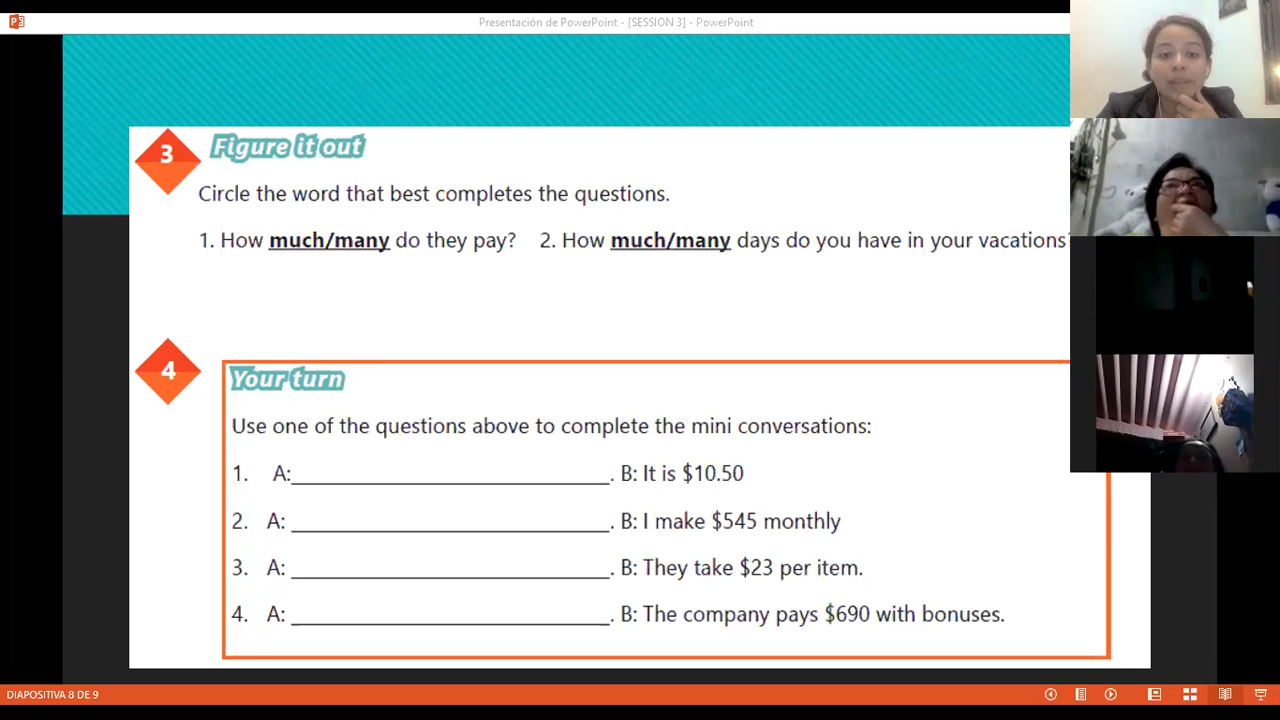 Presentación de PowerPoint - [SESSION 3] - PowerPoint
3 Figure it out
Circle the word that best completes the questions.
1. How much/many do they pay? 2. How much/many days do you have in your vacations?
4 Your turn
Use one of the questions above to complete the mini conversations:
1. A:______________________________. B: It is $10.50
2. A: ______________________________. B: I make $545 monthly
3. A: ______________________________. B: They take $23 per item.
4. A: ______________________________. B: The company pays $690 with bonuses.
DIAPOSITIVA 8 DE 9